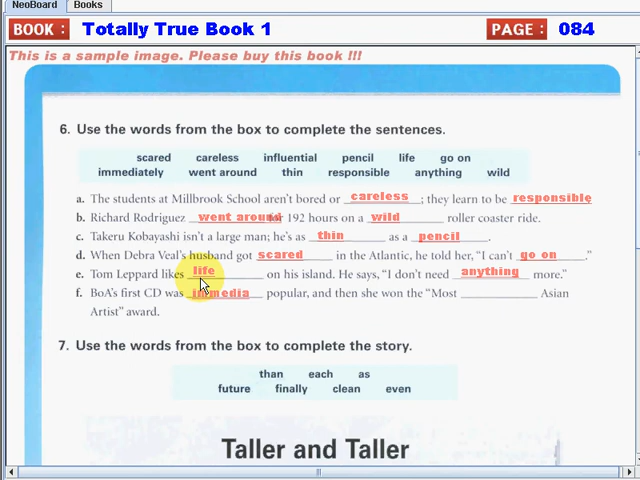 NeoBoard Books
BOOK : Totally True Book 1 PAGE : 084
This is a sample image. Please buy this book !!!
6. Use the words from the box to complete the sentences.
scared careless influential pencil life go on
immediately went around thin responsible anything wild
a. The students at Millbrook School aren't bored or careless; they learn to be responsible
b. Richard Rodriguez went around for 192 hours on a wild roller coaster ride.
c. Takeru Kobayashi isn't a large man; he's as thin as a pencil.
d. When Debra Veal's husband got scared in the Atlantic, he told her, "I can't go on."
e. Tom Leppard likes life on his island. He says, "I don't need anything more."
f. BoA's first CD was immedia popular, and then she won the "Most ____________ Asian
Artist" award.
7. Use the words from the box to complete the story.
than each as
future finally clean even
Taller and Taller